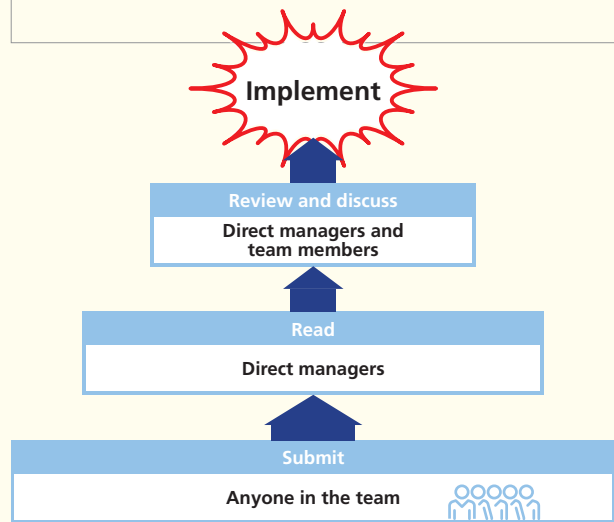 Implement
Review and discuss
Direct managers and
team members
Read
Direct managers
Submit
Anyone in the team